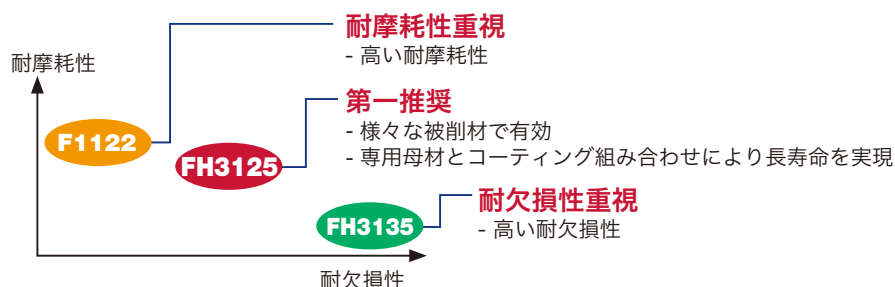 耐摩耗性重視
- 高い耐摩耗性
耐摩耗性
第一推奨
F1122
- 様々な被削材で有効
FH3125
- 専用母材とコーティング組み合わせにより長寿命を実現
耐欠損性重視
FH3135
- 高い耐欠損性
耐欠損性